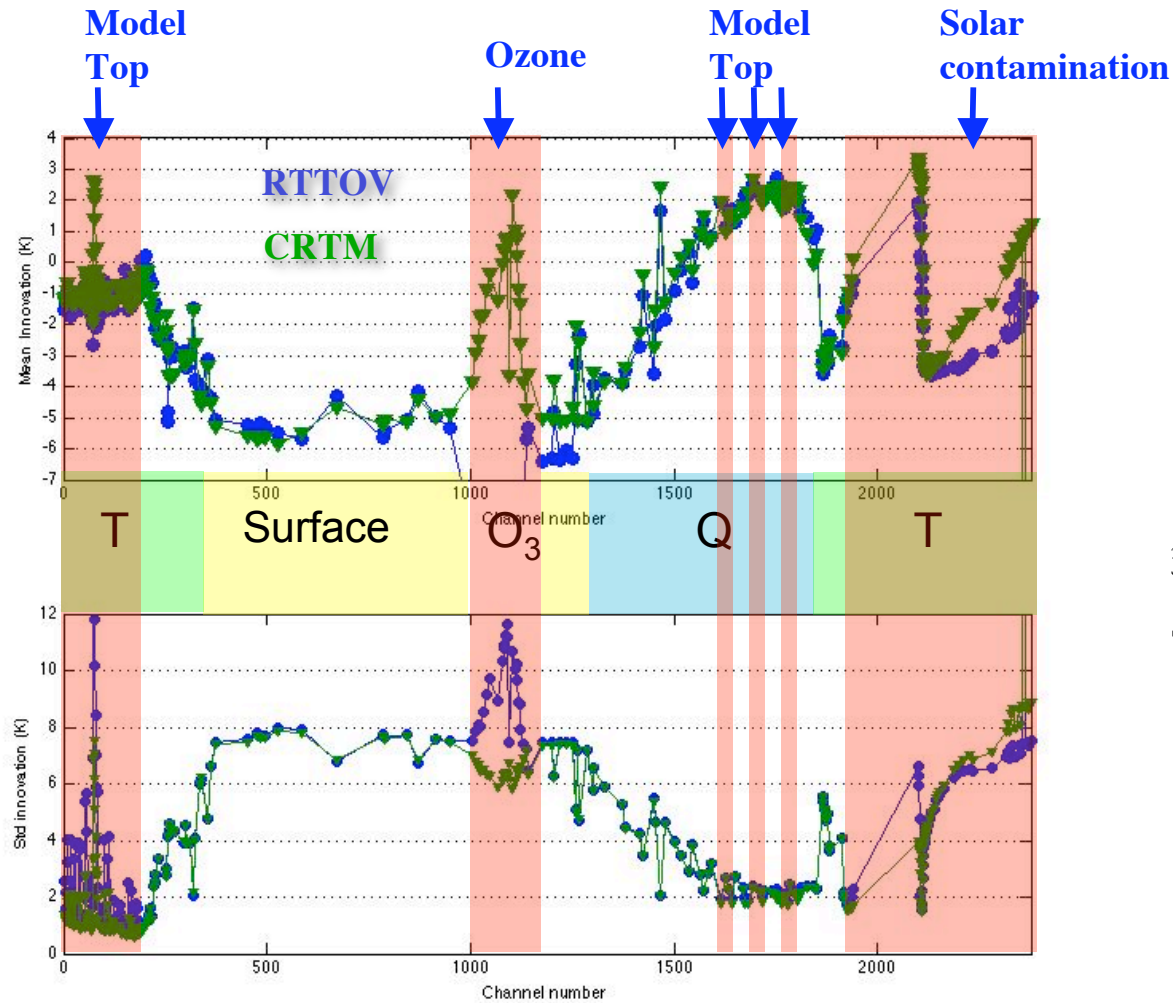 Model
Top
Ozone
Model
Top
Solar
contamination
4
3
2
1
0
-1
-2
-3
-4
-5
-6
-7
Mean Innovation (K)
RTTOV
CRTM
0
500
1000
1500
2000
Channel number
T
Surface
O3
Q
T
12
10
8
6
4
2
0
Std innovation (K)
0
500
1000
1500
2000
Channel number